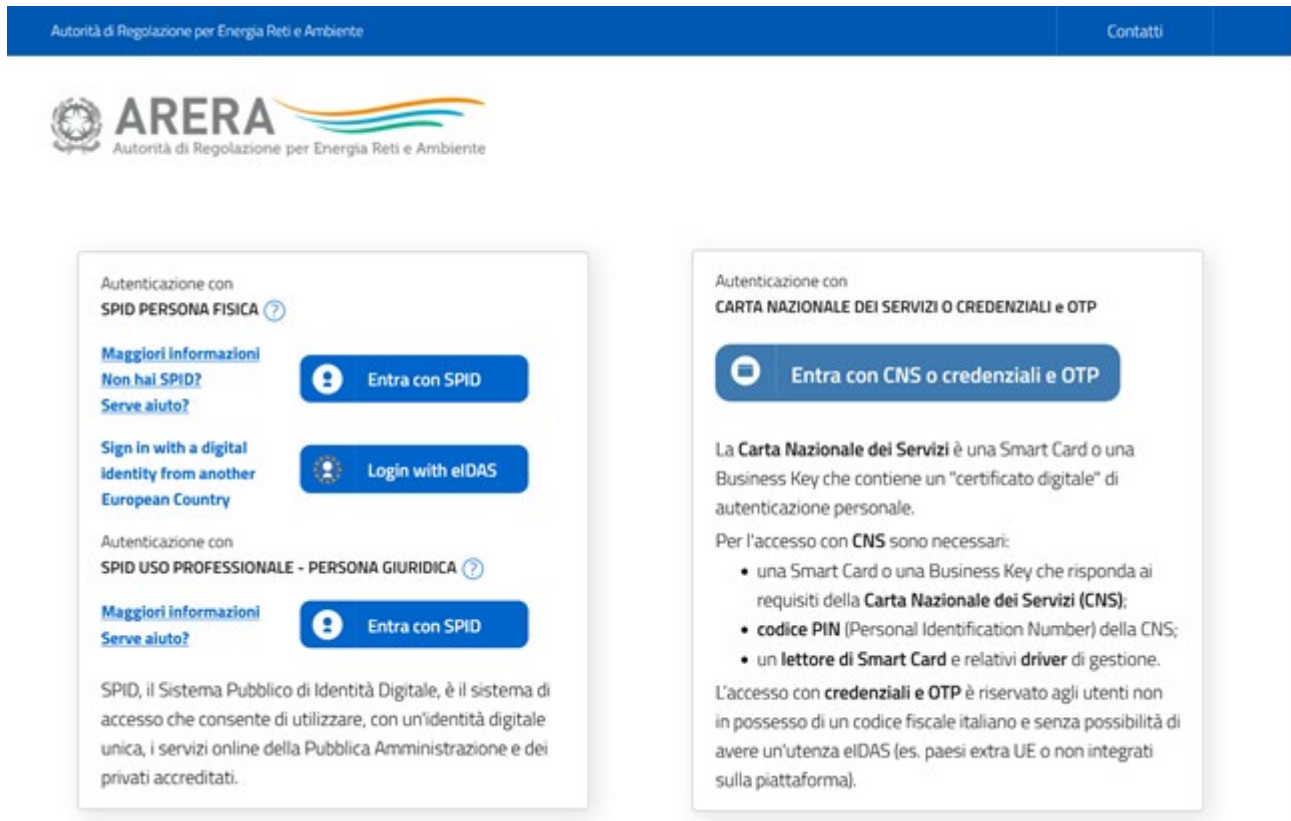 Autorità di Regolazione per Energia Reti e Ambiente
Contatti
ARERA
Autorità di Regolazione per Energia Reti e Ambiente
Autenticazione con
SPID PERSONA FISICA ?
Maggiori informazioni
Non hai SPID?
Serve aiuto?
Entra con SPID
Sign in with a digital
identity from another
European Country
Login with eIDAS
Autenticazione con
SPID USO PROFESSIONALE - PERSONA GIURIDICA ?
Maggiori informazioni
Serve aiuto?
Entra con SPID
SPID, il Sistema Pubblico di Identità Digitale, è il sistema di
accesso che consente di utilizzare, con un'identità digitale
unica, i servizi online della Pubblica Amministrazione e dei
privati accreditati.
Autenticazione con
CARTA NAZIONALE DEI SERVIZI O CREDENZIALI e OTP
Entra con CNS o credenziali e OTP
La Carta Nazionale dei Servizi è una Smart Card o una
Business Key che contiene un "certificato digitale" di
autenticazione personale.
Per l'accesso con CNS sono necessari:
• una Smart Card o una Business Key che risponda ai
requisiti della Carta Nazionale dei Servizi (CNS);
• codice PIN (Personal Identification Number) della CNS;
• un lettore di Smart Card e relativi driver di gestione.
L'accesso con credenziali e OTP è riservato agli utenti non
in possesso di un codice fiscale italiano e senza possibilità di
avere un'utenza eIDAS (es. paesi extra UE o non integrati
sulla piattaforma).